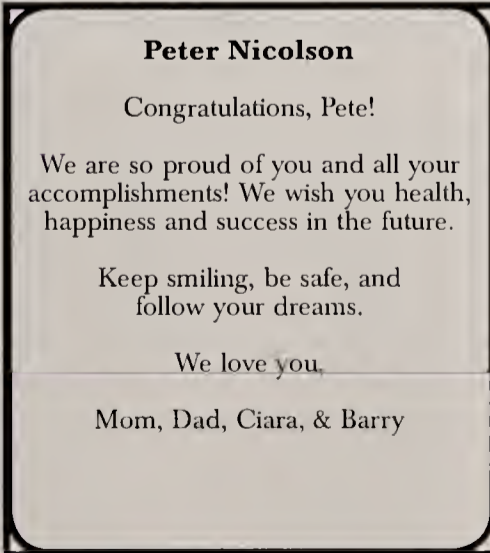 Peter Nicolson
Congratulations, Pete!
We are so proud of you and all your
accomplishments! We wish you health,
happiness and success in the future.
Keep smiling, be safe, and
follow your dreams.
We love you,
Mom, Dad, Ciara, & Barry